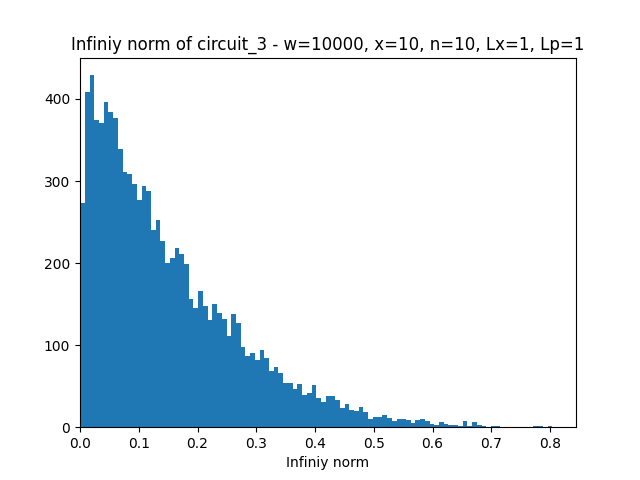 Infiniy norm of circuit_3 - w=10000, x=10, n=10, Lx=1, Lp=1
400
300
200
100
0
0.0 0.1 0.2 0.3 0.4 0.5 0.6 0.7 0.8
Infiniy norm